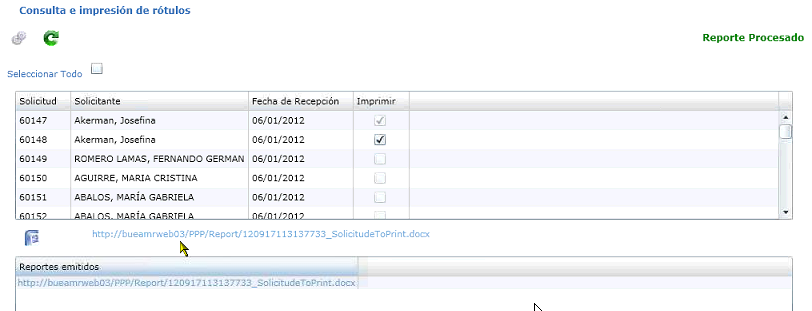 Consulta e impresión de rótulos
Reporte Procesado
Seleccionar Todo
Solicitud Solicitante Fecha de Recepción Imprimir
60147 Akerman, Josefina 06/01/2012
60148 Akerman, Josefina 06/01/2012
60149 ROMERO LAMAS, FERNANDO GERMAN 06/01/2012
60150 AGUIRRE, MARIA CRISTINA 06/01/2012
60151 ABALOS, MARÍA GABRIELA 06/01/2012
60152 ABALOS, MARÍA GABRIELA 06/01/2012
http://bueamrweb03/PPP/Report/120917113137733_SolicitudeToPrint.docx
Reportes emitidos
http://bueamrweb03/PPP/Report/120917113137733_SolicitudeToPrint.docx